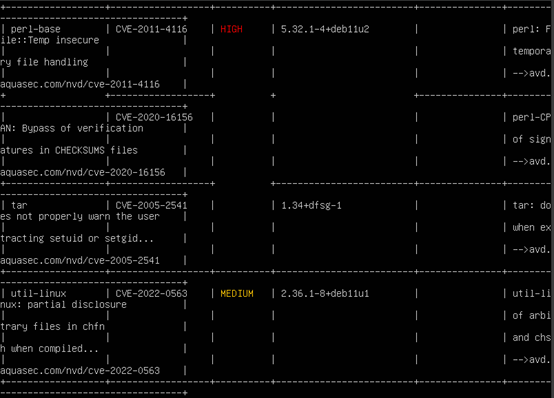 | perl-base | CVE-2011-4116 | HIGH | 5.32.1-4+deb11u2 | | perl: F
ile::Temp insecure |
| | | | | | tempora
ry file handling |
| | | | | | -->avd.
aquasec.com/nvd/cve-2011-4116 |
| | CVE-2020-16156 | perl-CP
AN: Bypass of verification |
| | | | | | of sign
atures in CHECKSUMS files |
| | | | | | -->avd.
aquasec.com/nvd/cve-2020-16156 |
| tar | CVE-2005-2541 | | 1.34+dfsg-1 | | tar: do
es not properly warn the user |
| | | | | | when ex
tracting setuid or setgid... |
| | | | | | -->avd.
aquasec.com/nvd/cve-2005-2541 |
| util-linux | CVE-2022-0563 | MEDIUM | 2.36.1-8+deb11u1 | | util-li
nux: partial disclosure |
| | | | | | of arbi
trary files in chfn |
| | | | | | and chs
h when compiled... |
| | | | | | -->avd.
aquasec.com/nvd/cve-2022-0563 |